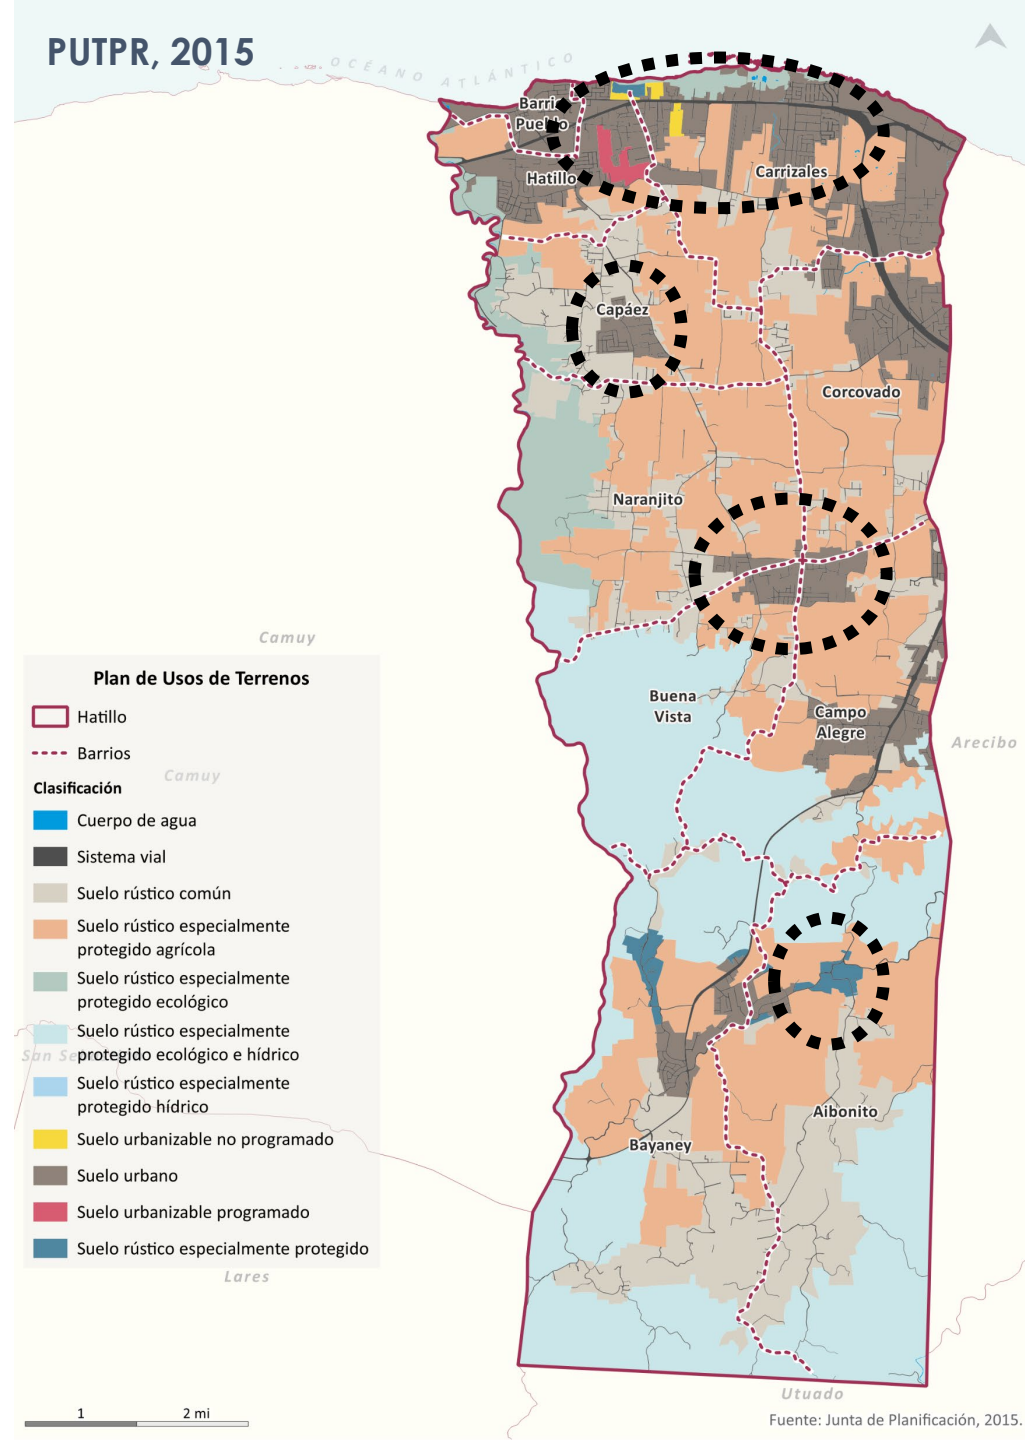 PUTPR, 2015
OCÉANO ATLÁNTICO
Barrio
Pueblo
Hatillo
Carrizales
Capáez
Corcovado
Naranjito
Camuy
Buena
Vista
Campo
Alegre
Arecibo
Plan de Usos de Terrenos
Hatillo
Barrios
Camuy
Clasificación
Cuerpo de agua
Sistema vial
Suelo rústico común
Suelo rústico especialmente
protegido agrícola
Suelo rústico especialmente
protegido ecológico
Suelo rústico especialmente
San Se
protegido ecológico e hídrico
Suelo rústico especialmente
protegido hídrico
Suelo urbanizable no programado
Suelo urbano
Suelo urbanizable programado
Suelo rústico especialmente protegido
Aibonito
Bayaney
Lares
Utuado
1 2 mi
Fuente: Junta de Planificación, 2015.